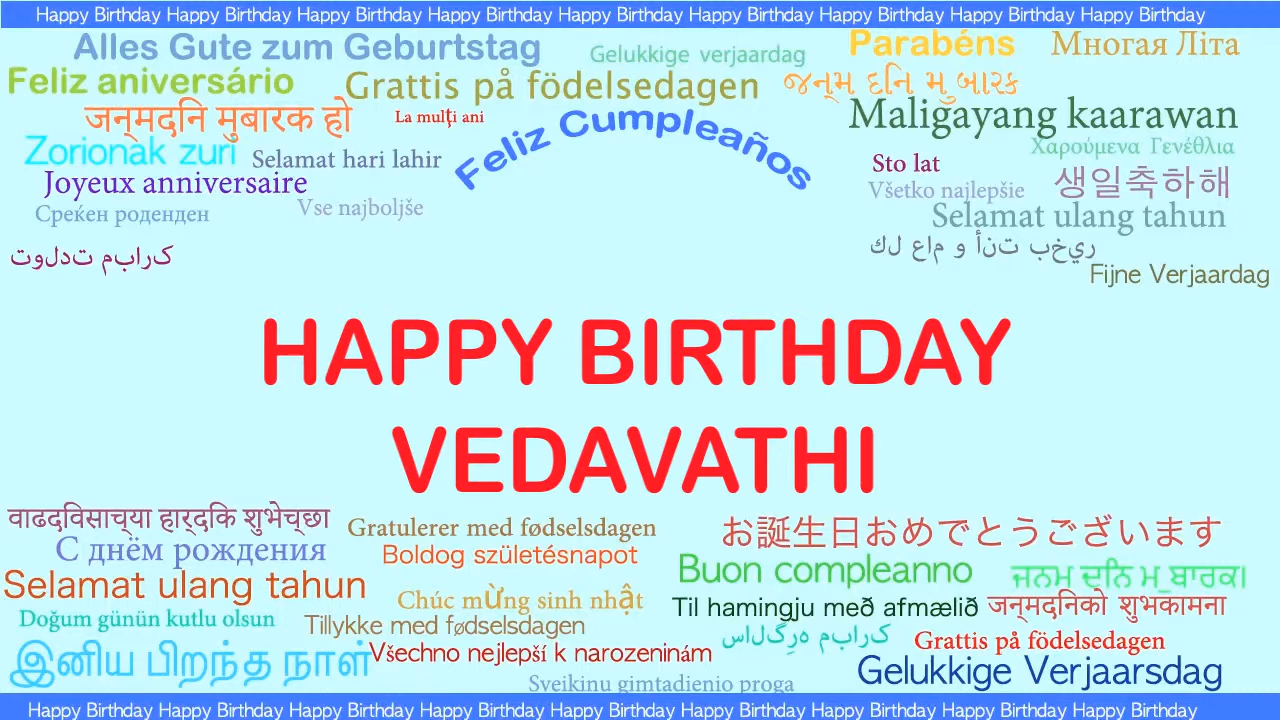 Happy Birthday Happy Birthday Happy Birthday Happy Birthday Happy Birthday Happy Birthday Happy Birthday Happy Birthday Happy Birthday
Alles Gute zum Geburtstag
Gelukkige verjaardag
Parabéns
Многая Літа
Feliz aniversário
Grattis på födelsedagen
જન્મ દિન મુબારક
जन्मदिन मुबारक हो
La mulţi ani
Feliz Cumpleaños
Maligayang kaarawan
Zorionak zuri
Selamat hari lahir
Χαρούμενα Γενέθλια
Sto lat
Joyeux anniversaire
Všetko najlepšie
생일축하해
Среќен роденден
Vse najboljše
Selamat ulang tahun
تولدت مبارک
كل عام و أنت بخير
Fijne Verjaardag
HAPPY BIRTHDAY
VEDAVATHI
वाढदिवसाच्या हार्दिक शुभेच्छा
Gratulerer med fødselsdagen
お誕生日おめでとうございます
С днём рождения
Boldog születésnapot
Buon compleanno
ਜਨਮ ਦਿਨ ਮੁਬਾਰਕ।
Selamat ulang tahun
Chúc mừng sinh nhật
Til hamingju með afmælið
जन्मदिनको शुभकामना
Doğum günün kutlu olsun
Tillykke med fødselsdagen
سالگرہ مبارک
Grattis på födelsedagen
இனிய பிறந்த நாள்
Všechno nejlepší k narozeninám
Gelukkige Verjaarsdag
Sveikinu gimtadienio proga
Happy Birthday Happy Birthday Happy Birthday Happy Birthday Happy Birthday Happy Birthday Happy Birthday Happy Birthday Happy Birthday